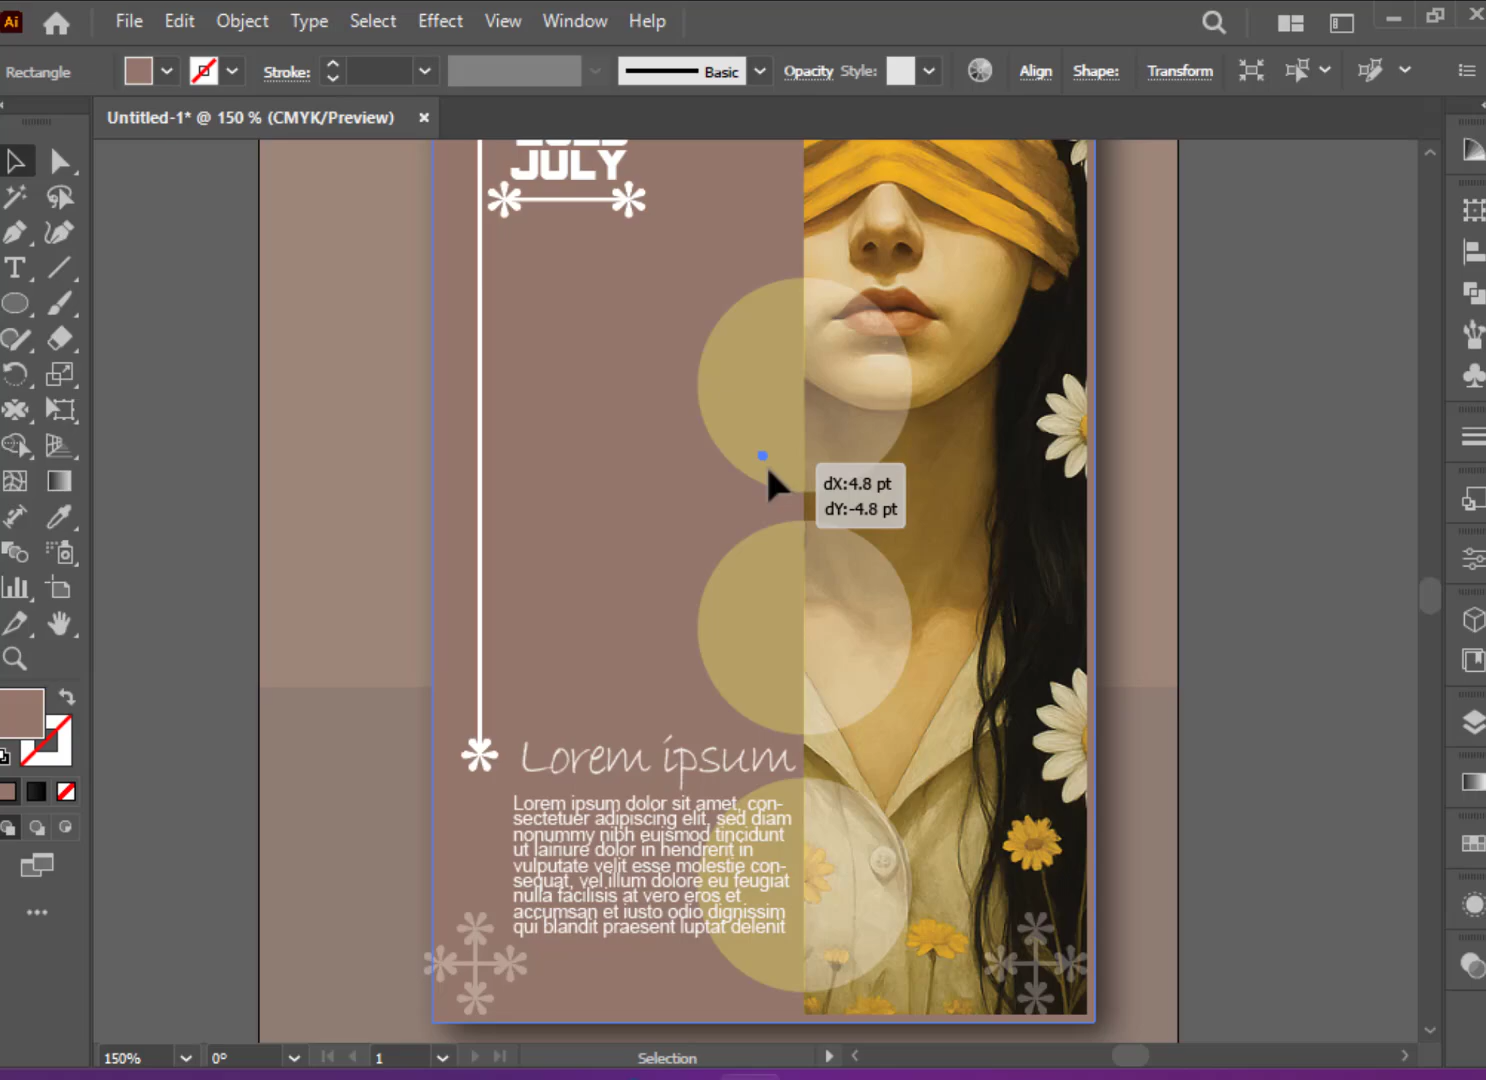 Ai File Edit Object Type Select Effect View Window Help
Rectangle Stroke: Basic Opacity Style: Align Shape: Transform
Untitled-1* @ 150 % (CMYK/Preview) ×
JULY
dX:4.8 pt
dY:-4.8 pt
Lorem ipsum
Lorem ipsum dolor sit amet, con-
sectetuer adipiscing elit, sed diam
nonummy nibh euismod tincidunt
ut lairiure dolor in hendrerit in
vulputate velit esse molestie con-
sequat, vel illum dolore eu feugiat
nulla facilisis at vero eros et
accumsan et iusto odio dignissim
qui blandit praesent luptat delenit
150% 0° 1 Selection